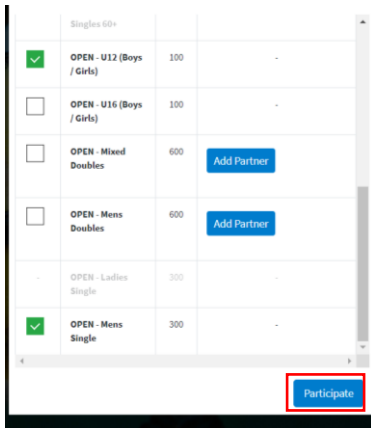 Singles 60+
OPEN - U12 (Boys / Girls) 100 -
OPEN - U16 (Boys / Girls) 100 -
OPEN - Mixed Doubles 600 Add Partner
OPEN - Mens Doubles 600 Add Partner
- OPEN - Ladies Single 300 -
OPEN - Mens Single 300 -
Participate